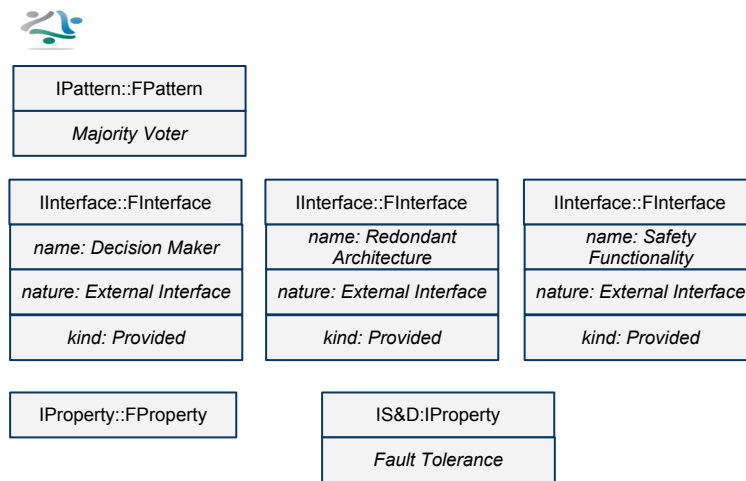 IPattern::FPattern
Majority Voter
IInterface::FInterface
name: Decision Maker
nature: External Interface
kind: Provided
IInterface::FInterface
name: Redondant
Architecture
nature: External Interface
kind: Provided
IInterface::FInterface
name: Safety
Functionality
nature: External Interface
kind: Provided
IProperty::FProperty
IS&D:IProperty
Fault Tolerance